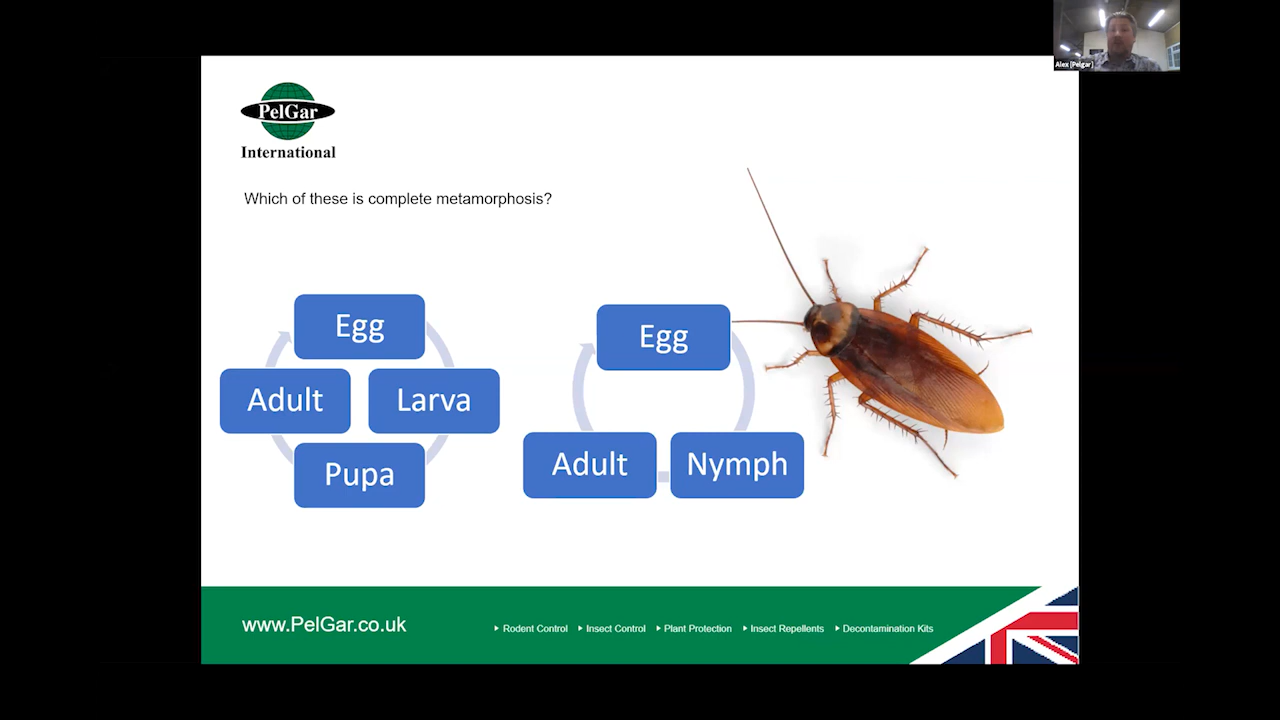 Alex [Pelgar]
PelGar
International
Which of these is complete metamorphosis?
Egg
Adult
Larva
Pupa
Egg
Adult
Nymph
www.PelGar.co.uk
Rodent Control
Insect Control
Plant Protection
Insect Repellents
Decontamination Kits